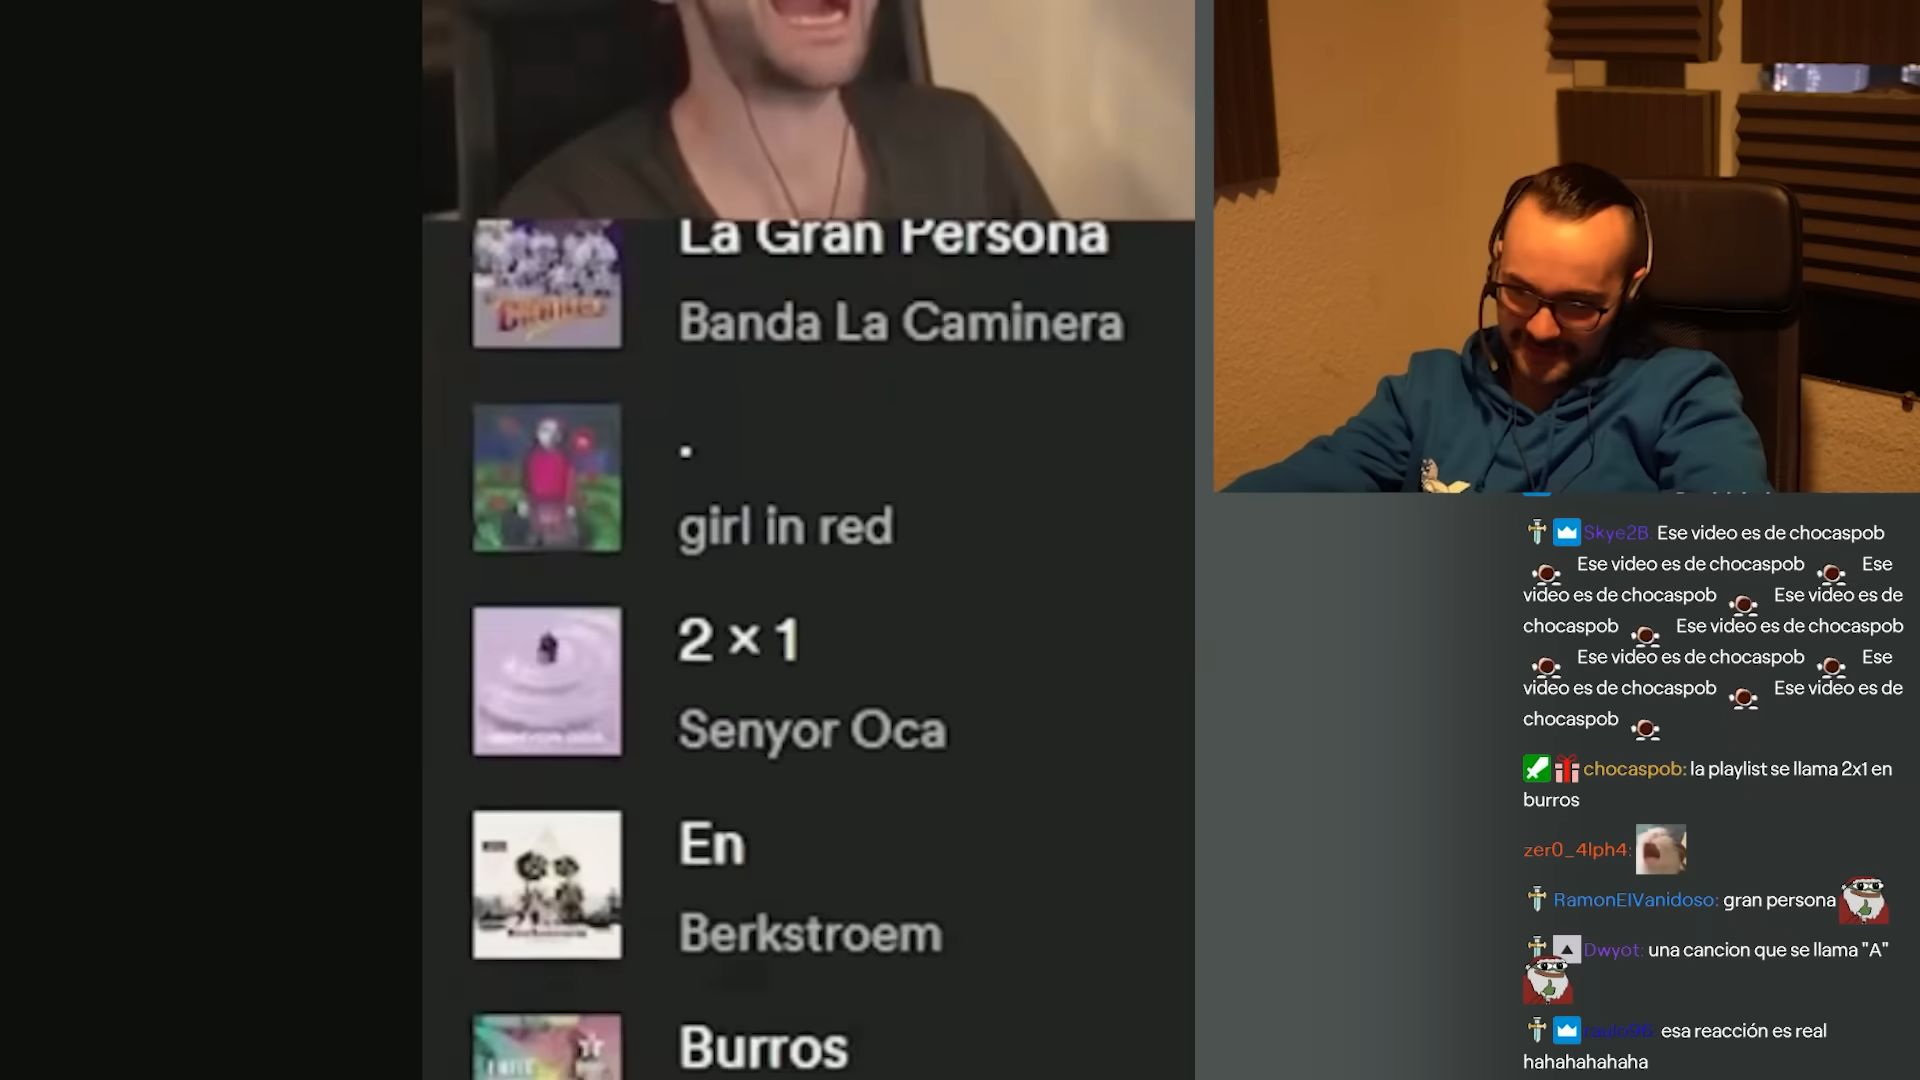 La Gran Persona
Banda La Caminera
.
girl in red
2 × 1
Senyor Oca
En
Berkstroem
Burros
Skye2B: Ese video es de chocaspob
Ese video es de chocaspob Ese
video es de chocaspob Ese video es de
chocaspob Ese video es de chocaspob
Ese video es de chocaspob Ese
video es de chocaspob Ese video es de
chocaspob
chocaspob: la playlist se llama 2x1 en
burros
zer0_4lph4:
RamonElVanidoso: gran persona
Dwyot: una cancion que se llama "A"
esa reacción es real
hahahahahaha